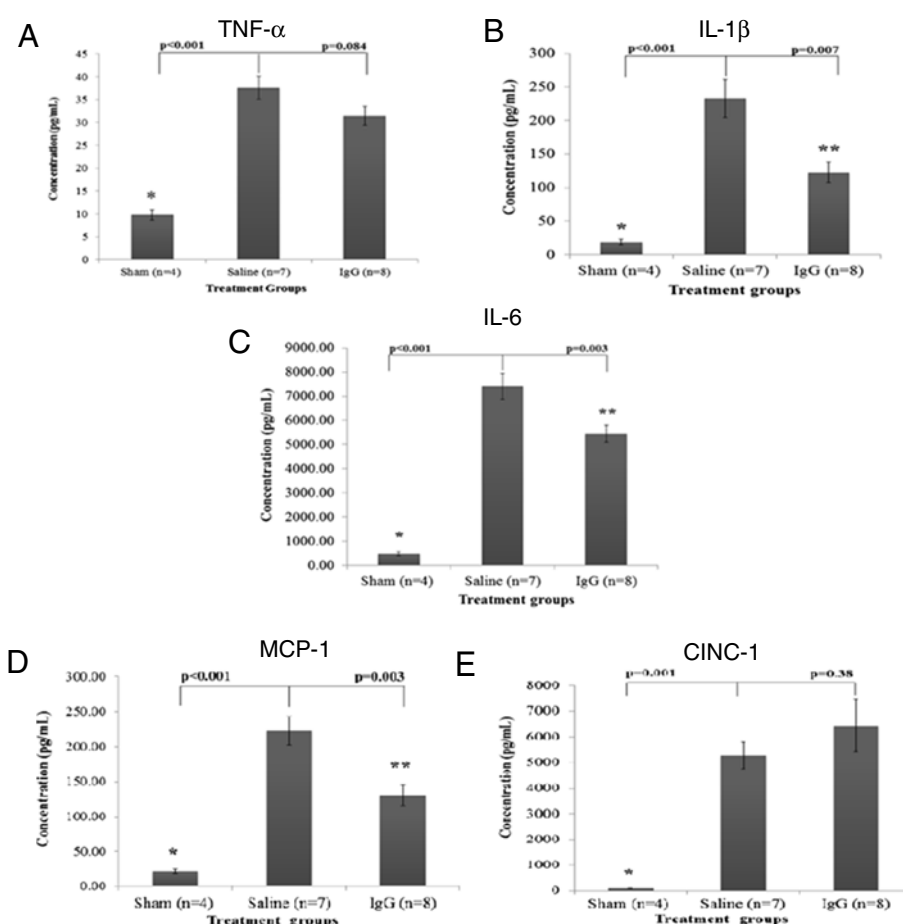 A
TNF-α
p<0.001
p=0.084
Concentration (pg/mL)
45
40
35
30
25
20
15
10
5
0
*
Sham (n=4)
Saline (n=7)
IgG (n=8)
Treatment Groups
B
IL-1β
p<0.001
p=0.007
Concentration (pg/mL)
300
250
200
150
100
50
0
*
**
Sham (n=4)
Saline (n=7)
IgG (n=8)
Treatment groups
C
IL-6
p<0.001
p=0.003
Concentration (pg/mL)
9000.00
8000.00
7000.00
6000.00
5000.00
4000.00
3000.00
2000.00
1000.00
0.00
*
**
Sham (n=4)
Saline (n=7)
IgG (n=8)
Treatment groups
D
MCP-1
p<0.001
p=0.003
Concentration (pg/mL)
300.00
250.00
200.00
150.00
100.00
50.00
0.00
*
**
Sham (n=4)
Saline (n=7)
IgG (n=8)
Treatment groups
E
CINC-1
p=0.001
p=0.38
Concentration (pg/mL)
8000
7000
6000
5000
4000
3000
2000
1000
0
*
Sham (n=4)
Saline (n=7)
IgG (n=8)
Treatment groups